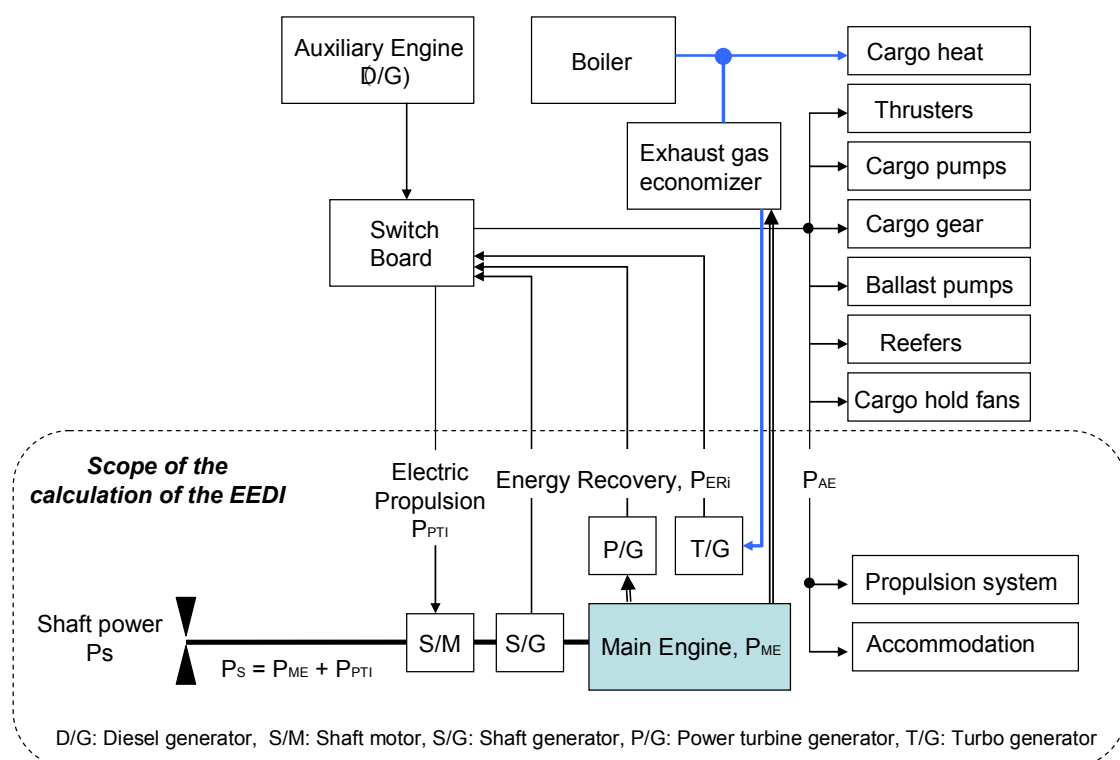 Auxiliary Engine
(D/G)
Boiler
Cargo heat
Thrusters
Exhaust gas
economizer
Cargo pumps
Switch
Board
Cargo gear
Ballast pumps
Reefers
Cargo hold fans
Scope of the
calculation of the EEDI
Electric
Propulsion
PPTI
Energy Recovery, PERi
PAE
P/G
T/G
Propulsion system
Shaft power
Ps
S/M
S/G
Main Engine, PME
Accommodation
PS = PME + PPTI
D/G: Diesel generator, S/M: Shaft motor, S/G: Shaft generator, P/G: Power turbine generator, T/G: Turbo generator